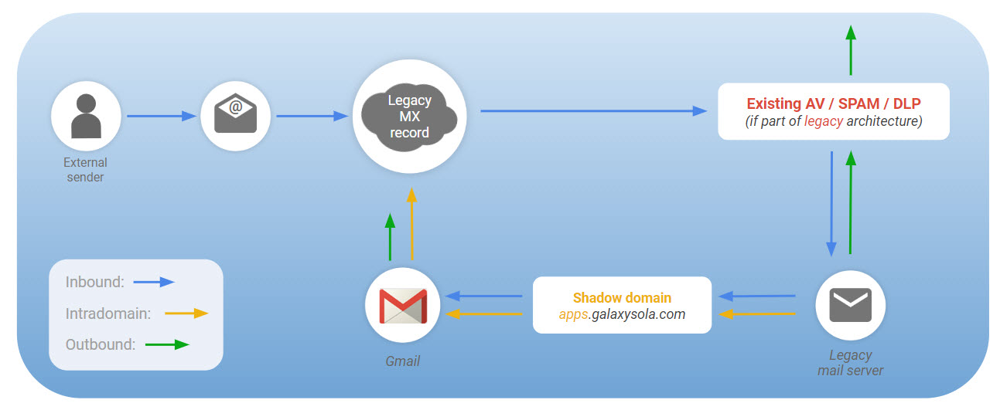 Legacy
MX
record
@
Existing AV / SPAM / DLP
(if part of legacy architecture)
External
sender
Inbound:
Intradomain:
Outbound:
Gmail
Shadow domain
apps.galaxysola.com
Legacy
mail server